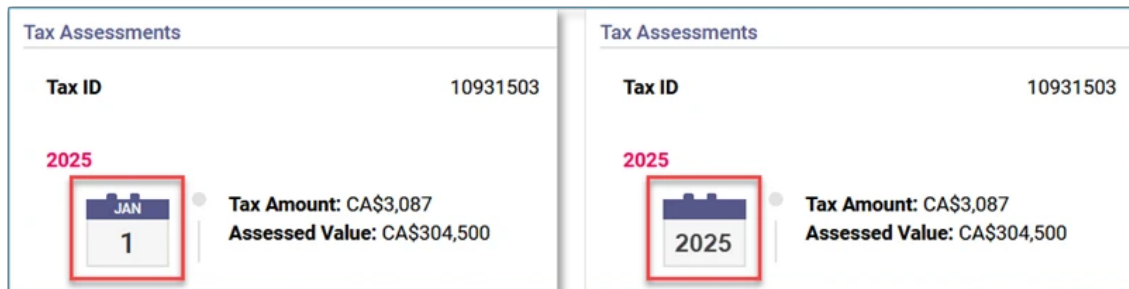 Tax Assessments
Tax ID 10931503
2025
JAN
1
Tax Amount: CA$3,087
Assessed Value: CA$304,500
Tax Assessments
Tax ID 10931503
2025
2025
Tax Amount: CA$3,087
Assessed Value: CA$304,500